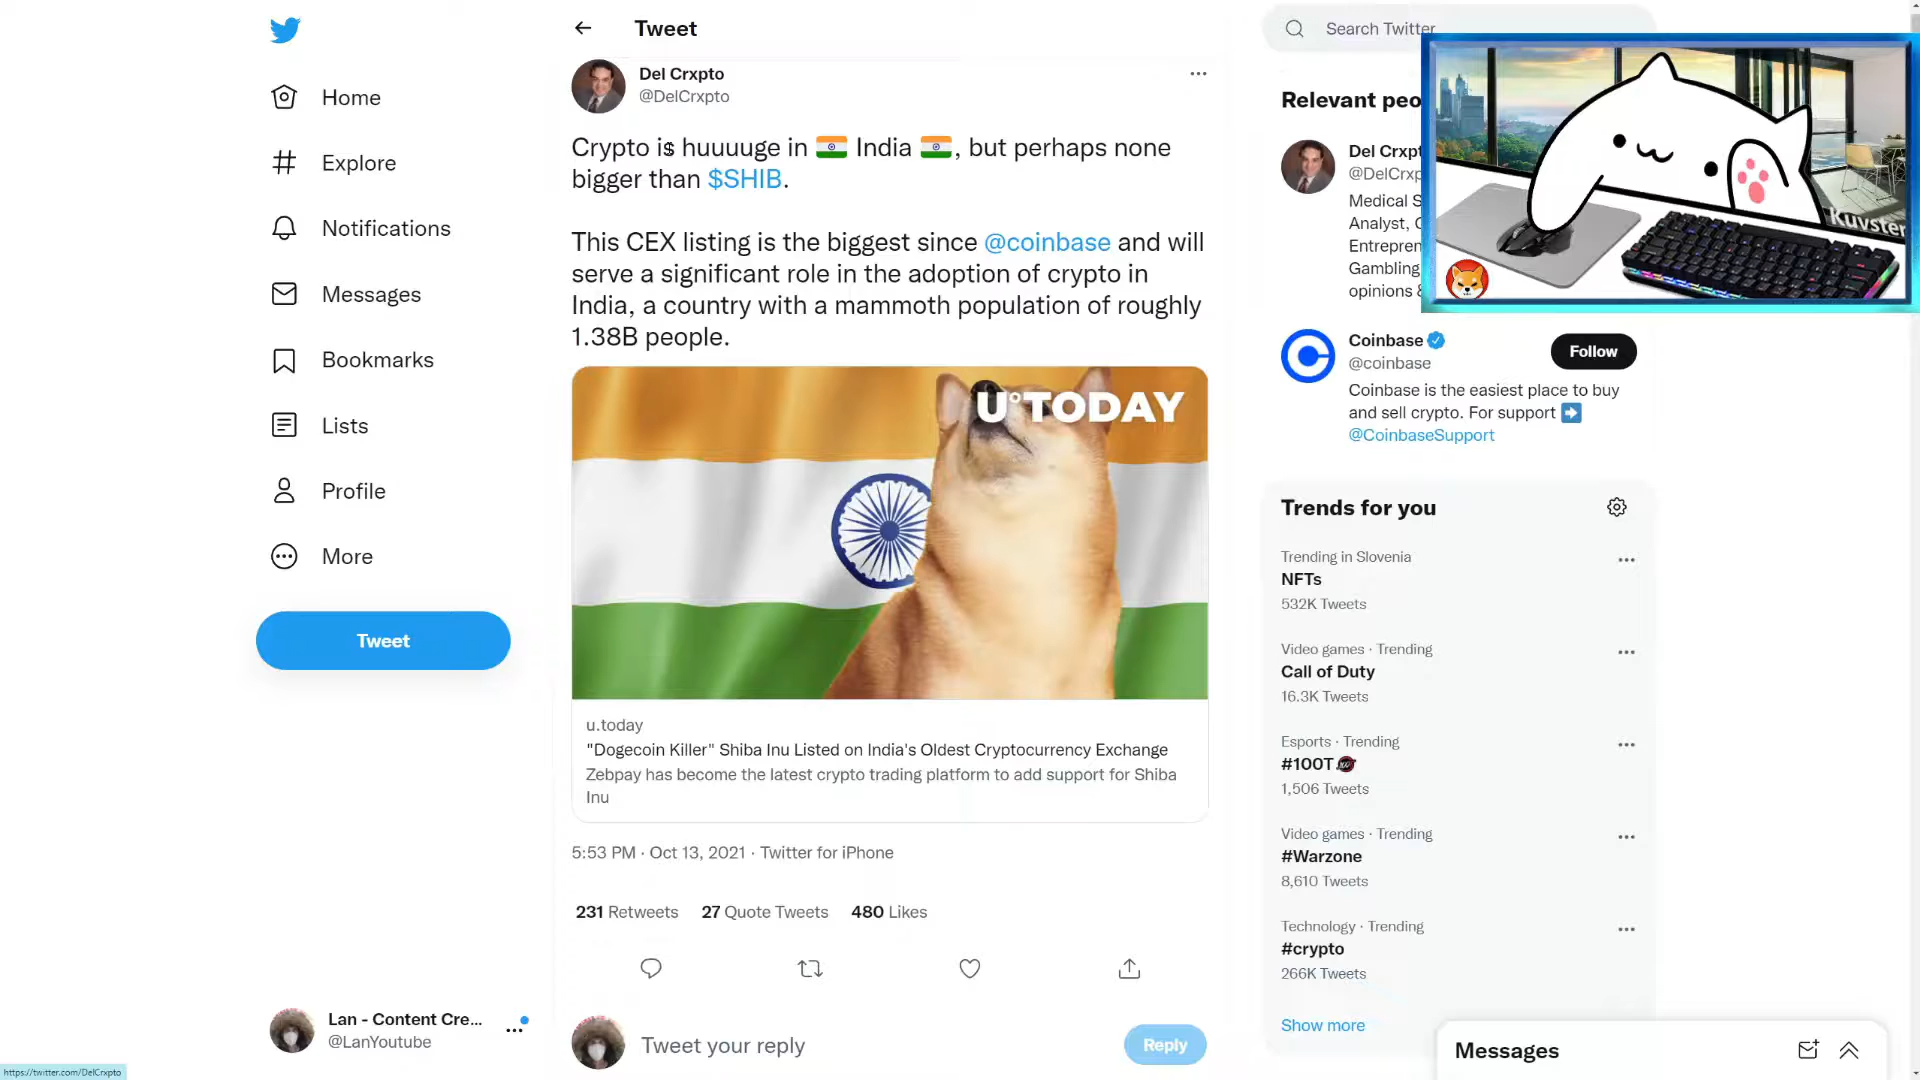 Home
Explore
Notifications
Messages
Bookmarks
Lists
Profile
More
Tweet
Lan - Content Cre...
@LanYoutube
https://twitter.com/DelCrxpto
Tweet
Del Crxpto
@DelCrxpto
Crypto is huuuuge in 🇮🇳 India 🇮🇳, but perhaps none
bigger than $SHIB.
This CEX listing is the biggest since @coinbase and will
serve a significant role in the adoption of crypto in
India, a country with a mammoth population of roughly
1.38B people.
U°TODAY
u.today
"Dogecoin Killer" Shiba Inu Listed on India's Oldest Cryptocurrency Exchange
Zebpay has become the latest crypto trading platform to add support for Shiba
Inu
5:53 PM · Oct 13, 2021 · Twitter for iPhone
231 Retweets 27 Quote Tweets 480 Likes
Tweet your reply
Reply
Search Twitter
Relevant peo
Del Crxpt
@DelCrxp
Medical S
Analyst, C
Entrepren
Gambling
opinions &
Kuvster
Coinbase
@coinbase
Follow
Coinbase is the easiest place to buy
and sell crypto. For support ➡
@CoinbaseSupport
Trends for you
Trending in Slovenia
NFTs
532K Tweets
Video games · Trending
Call of Duty
16.3K Tweets
Esports · Trending
#100T
1,506 Tweets
Video games · Trending
#Warzone
8,610 Tweets
Technology · Trending
#crypto
266K Tweets
Show more
Messages